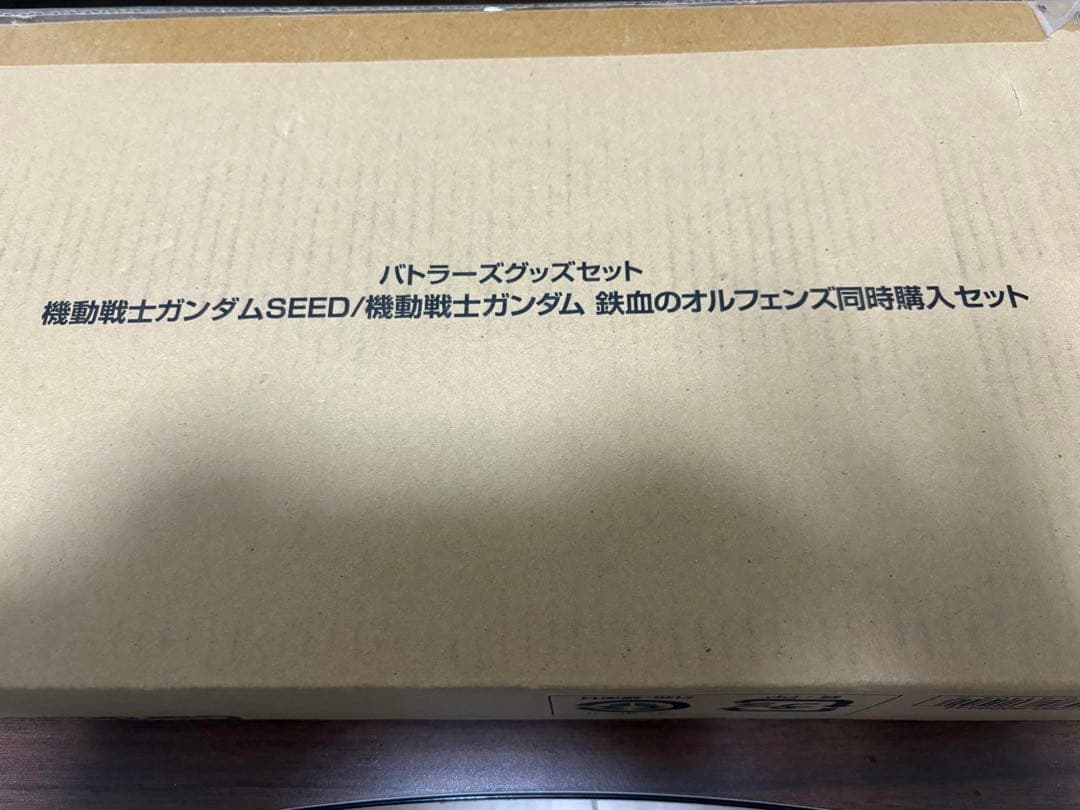 バトラーズグッズセット
機動戦士ガンダムSEED/機動戦士ガンダム 鉄血のオルフェンズ同時購入セット